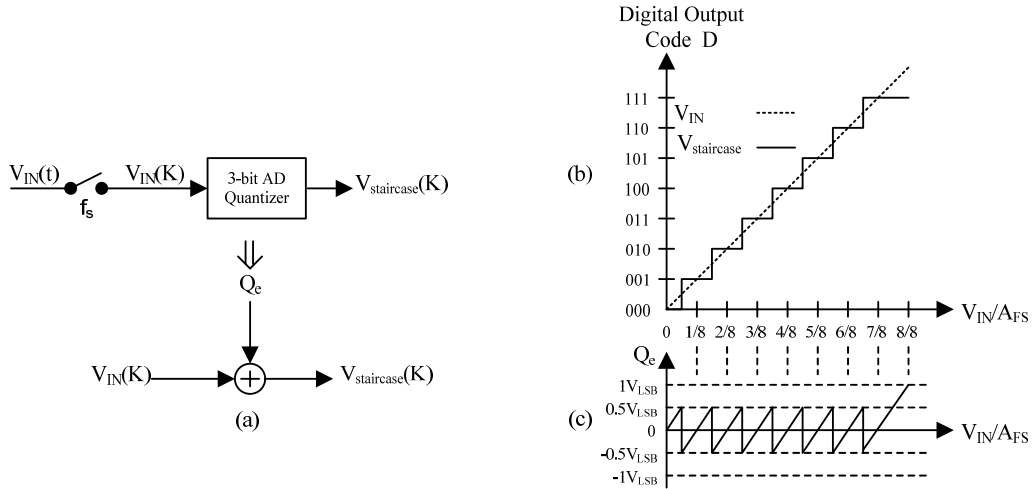 V_IN(t)
V_IN(K)
f_s
3-bit AD
Quantizer
V_staircase(K)
Q_e
V_IN(K)
V_staircase(K)
(a)
Digital Output
Code D
111
110
101
100
011
010
001
000
V_IN
V_staircase
(b)
0 1/8 2/8 3/8 4/8 5/8 6/8 7/8 8/8
V_IN/A_FS
Q_e
1V_LSB
0.5V_LSB
0
-0.5V_LSB
-1V_LSB
(c)
V_IN/A_FS